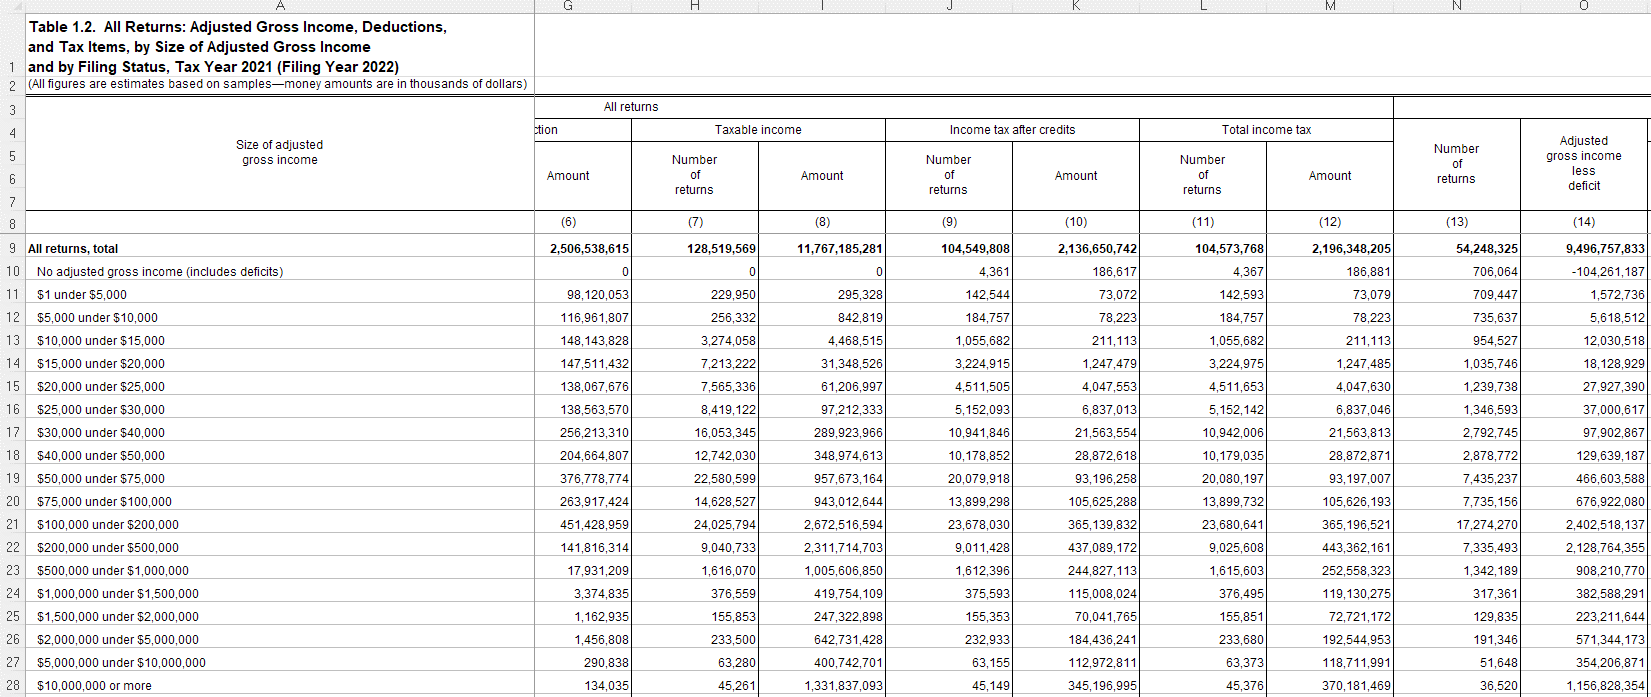 A G H I J K L M N O
Table 1.2. All Returns: Adjusted Gross Income, Deductions,
and Tax Items, by Size of Adjusted Gross Income
1 and by Filing Status, Tax Year 2021 (Filing Year 2022)
2 (All figures are estimates based on samples—money amounts are in thousands of dollars)
3 All returns
4 ction Taxable income Income tax after credits Total income tax
5
6
7
Size of adjusted
gross income
Amount
Number
of
returns
Amount
Number
of
returns
Amount
Number
of
returns
Amount
Number
of
returns
Adjusted
gross income
less
deficit
8 (6) (7) (8) (9) (10) (11) (12) (13) (14)
9 All returns, total 2,506,538,615 128,519,569 11,767,185,281 104,549,808 2,136,650,742 104,573,768 2,196,348,205 54,248,325 9,496,757,833
10 No adjusted gross income (includes deficits) 0 0 0 4,361 186,617 4,367 186,881 706,064 -104,261,187
11 $1 under $5,000 98,120,053 229,950 295,328 142,544 73,072 142,593 73,079 709,447 1,572,736
12 $5,000 under $10,000 116,961,807 256,332 842,819 184,757 78,223 184,757 78,223 735,637 5,618,512
13 $10,000 under $15,000 148,143,828 3,274,058 4,468,515 1,055,682 211,113 1,055,682 211,113 954,527 12,030,518
14 $15,000 under $20,000 147,511,432 7,213,222 31,348,526 3,224,915 1,247,479 3,224,975 1,247,485 1,035,746 18,128,929
15 $20,000 under $25,000 138,067,676 7,565,336 61,206,997 4,511,505 4,047,553 4,511,653 4,047,630 1,239,738 27,927,390
16 $25,000 under $30,000 138,563,570 8,419,122 97,212,333 5,152,093 6,837,013 5,152,142 6,837,046 1,346,593 37,000,617
17 $30,000 under $40,000 256,213,310 16,053,345 289,923,966 10,941,846 21,563,554 10,942,006 21,563,813 2,792,745 97,902,867
18 $40,000 under $50,000 204,664,807 12,742,030 348,974,613 10,178,852 28,872,618 10,179,035 28,872,871 2,878,772 129,639,187
19 $50,000 under $75,000 376,778,774 22,580,599 957,673,164 20,079,918 93,196,258 20,080,197 93,197,007 7,435,237 466,603,588
20 $75,000 under $100,000 263,917,424 14,628,527 943,012,644 13,899,298 105,625,288 13,899,732 105,626,193 7,735,156 676,922,080
21 $100,000 under $200,000 451,428,959 24,025,794 2,672,516,594 23,678,030 365,139,832 23,680,641 365,196,521 17,274,270 2,402,518,137
22 $200,000 under $500,000 141,816,314 9,040,733 2,311,714,703 9,011,428 437,089,172 9,025,608 443,362,161 7,335,493 2,128,764,355
23 $500,000 under $1,000,000 17,931,209 1,616,070 1,005,606,850 1,612,396 244,827,113 1,615,603 252,558,323 1,342,189 908,210,770
24 $1,000,000 under $1,500,000 3,374,835 376,559 419,754,109 375,593 115,008,024 376,495 119,130,275 317,361 382,588,291
25 $1,500,000 under $2,000,000 1,162,935 155,853 247,322,898 155,353 70,041,765 155,851 72,721,172 129,835 223,211,644
26 $2,000,000 under $5,000,000 1,456,808 233,500 642,731,428 232,933 184,436,241 233,680 192,544,953 191,346 571,344,173
27 $5,000,000 under $10,000,000 290,838 63,280 400,742,701 63,155 112,972,811 63,373 118,711,991 51,648 354,206,871
28 $10,000,000 or more 134,035 45,261 1,331,837,093 45,149 345,196,995 45,376 370,181,469 36,520 1,156,828,354